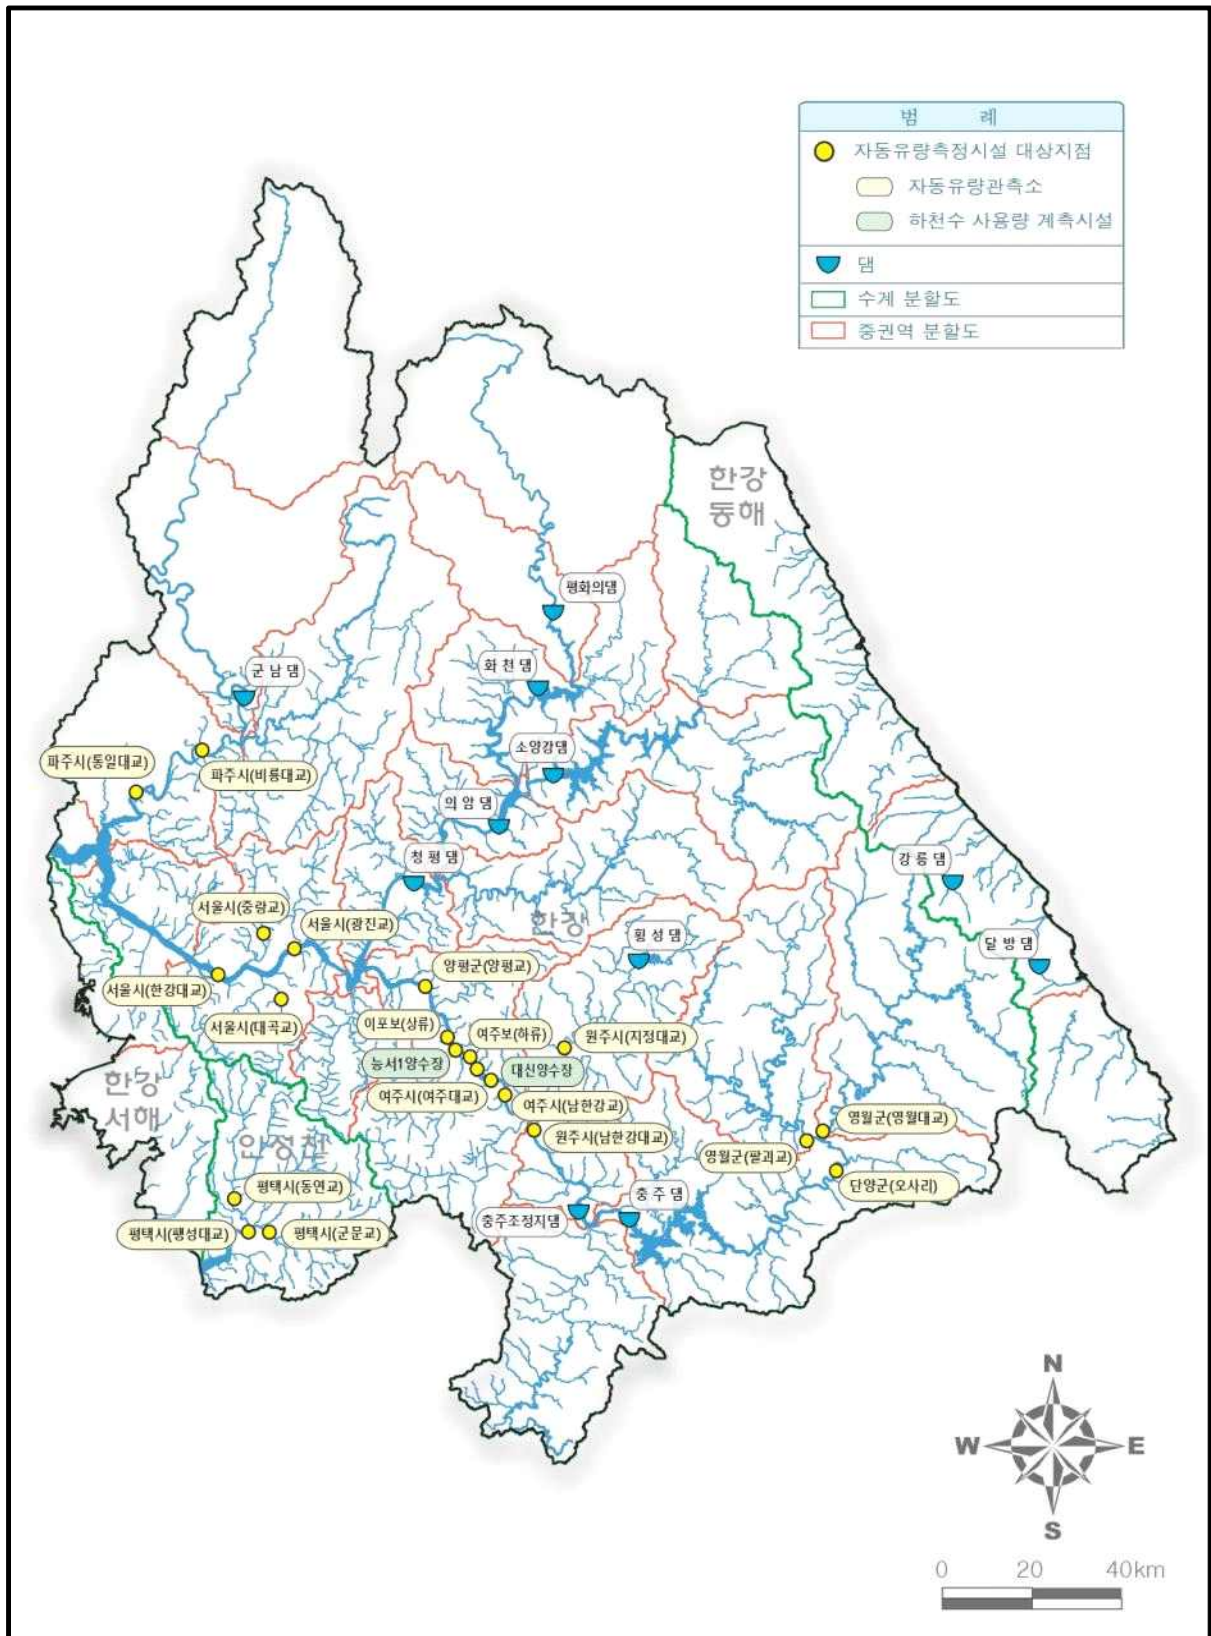 범 례
자동유량측정시설 대상지점
자동유량관측소
하천수 사용량 계측시설
댐
수계 분할도
중권역 분할도
한강
동해
평화의댐
화 천 댐
군 남 댐
소양강댐
파주시(통일대교)
파주시(비룡대교)
의 암 댐
청 평 댐
강 릉 댐
서울시(중랑교)
서울시(광진교)
한강
횡 성 댐
달 방 댐
양평군(양평교)
서울시(한강대교)
서울시(대곡교)
이포보(상류)
여주보(하류)
원주시(지정대교)
능서1양수장
대신양수장
한강
서해
여주시(여주대교)
여주시(남한강교)
영월군(영월대교)
안성천
원주시(남한강대교)
영월군(팔괴교)
평택시(동연교)
단양군(오사리)
충 주 댐
충주조정지댐
평택시(팽성대교)
평택시(군문교)
N
W
E
S
0 20 40km